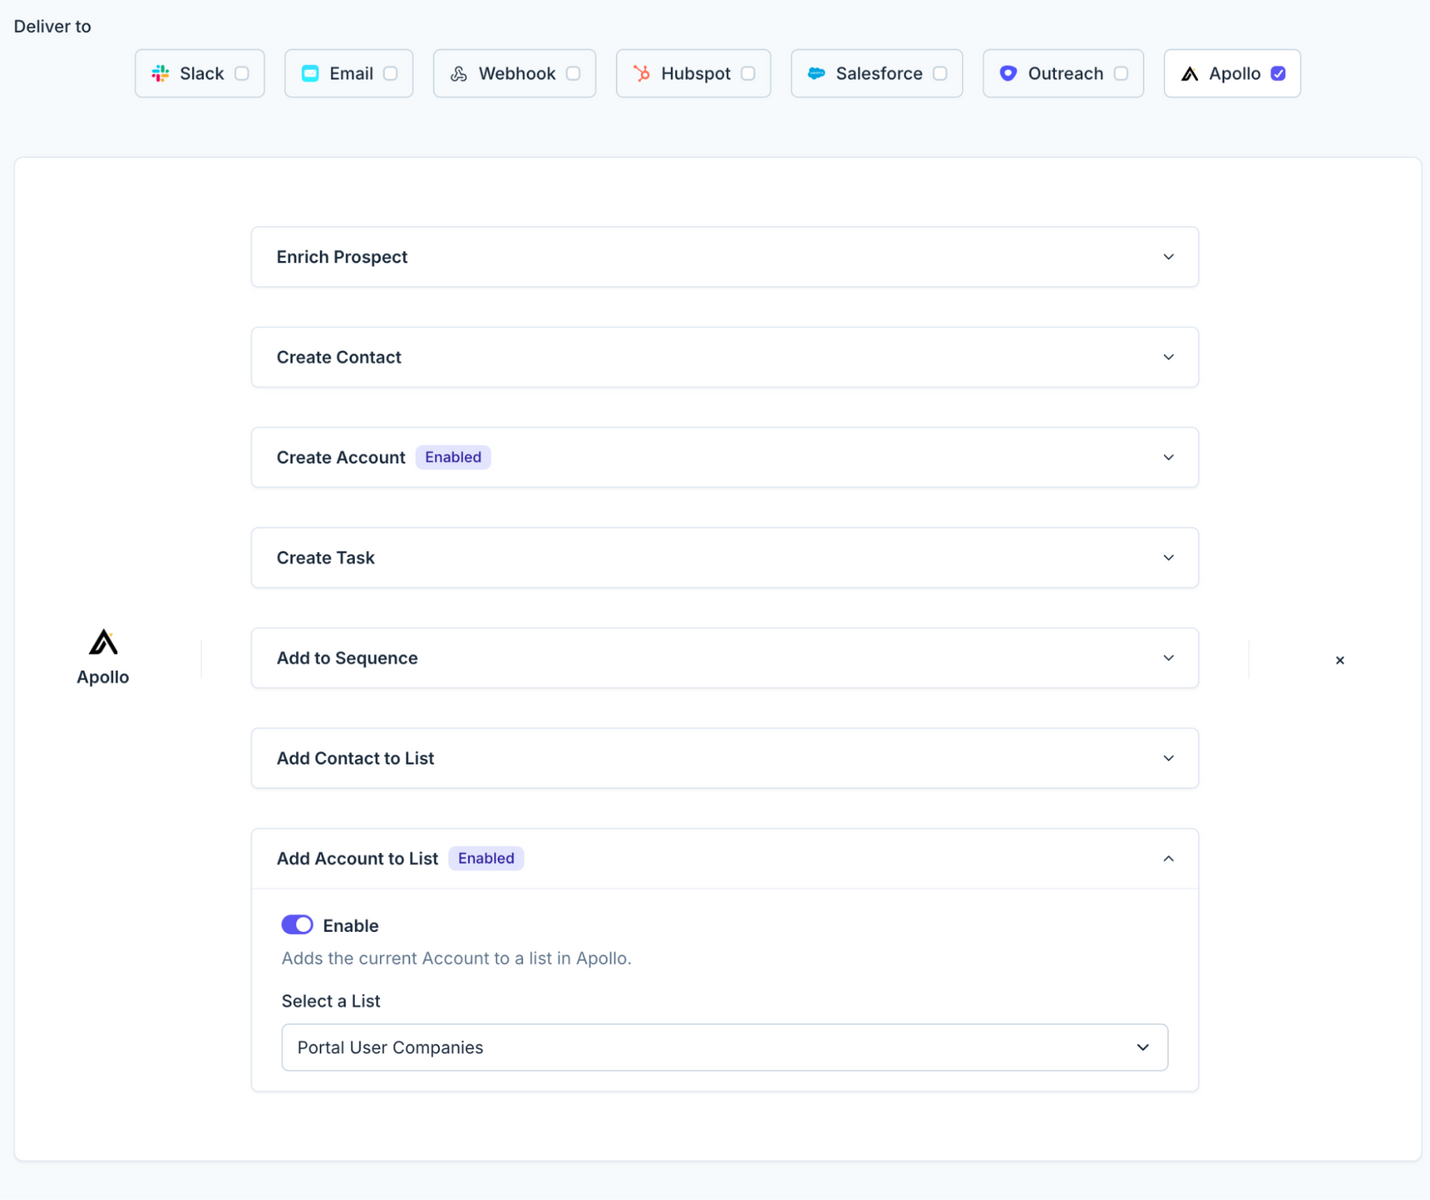 Deliver to
Slack
Email
Webhook
Hubspot
Salesforce
Outreach
Apollo
Enrich Prospect
Create Contact
Create Account Enabled
Create Task
Apollo
Add to Sequence
Add Contact to List
Add Account to List Enabled
Enable
Adds the current Account to a list in Apollo.
Select a List
Portal User Companies